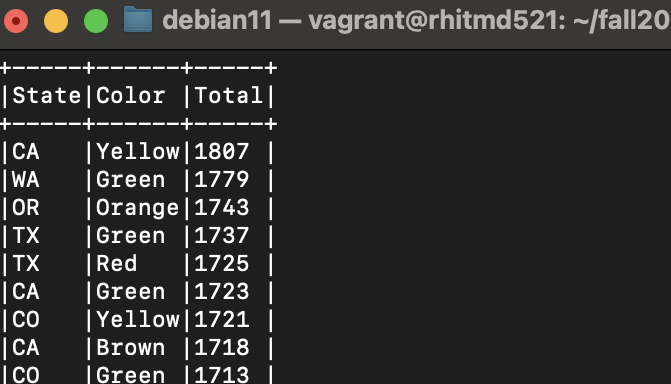 debian11 — vagrant@rhitmd521: ~/fall20
+-----+------+-----+
|State|Color |Total|
+-----+------+-----+
|CA   |Yellow|1807 |
|WA   |Green |1779 |
|OR   |Orange|1743 |
|TX   |Green |1737 |
|TX   |Red   |1725 |
|CA   |Green |1723 |
|CO   |Yellow|1721 |
|CA   |Brown |1718 |
|CO   |Green |1713 |